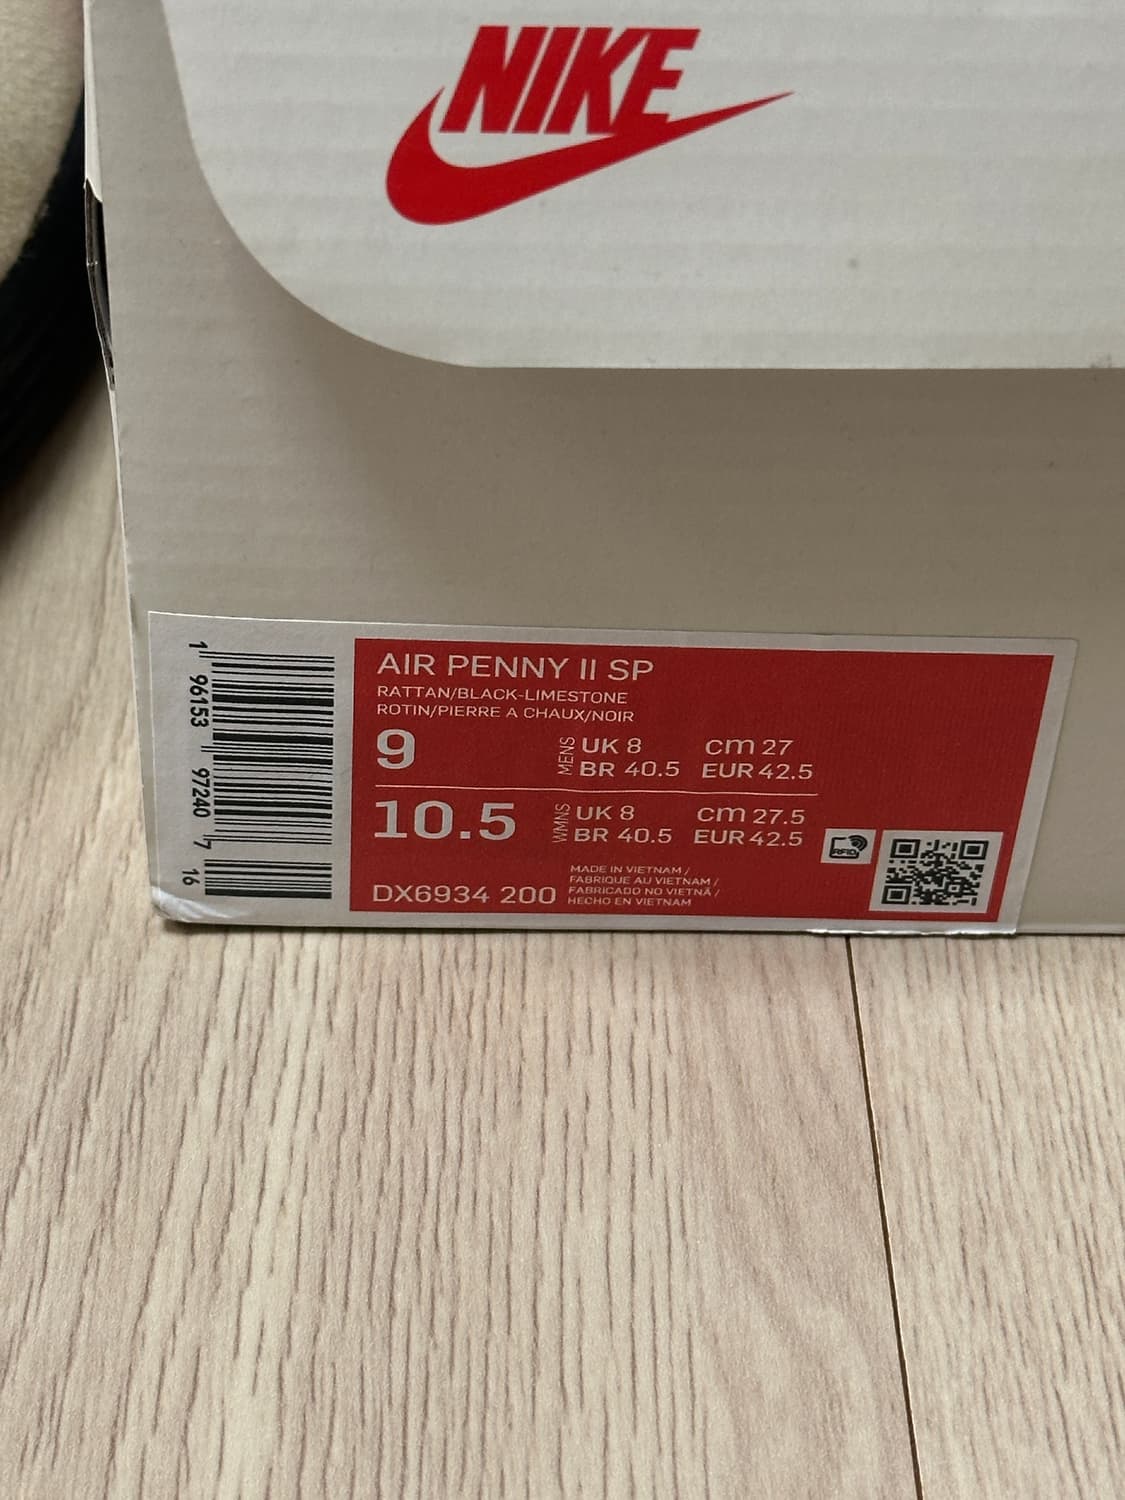 NIKE
AIR PENNY II SP
RATTAN/BLACK-LIMESTONE
ROTIN/PIERRE A CHAUX/NOIR
9
MENS
UK 8
cm 27
BR 40.5
EUR 42.5
10.5
WMNS
UK 8
cm 27.5
BR 40.5
EUR 42.5
RFID
DX6934 200
MADE IN VIETNAM /
FABRIQUE AU VIETNAM /
FABRICADO NO VIETNÃ /
HECHO EN VIETNAM
1 96153 97240 7 16